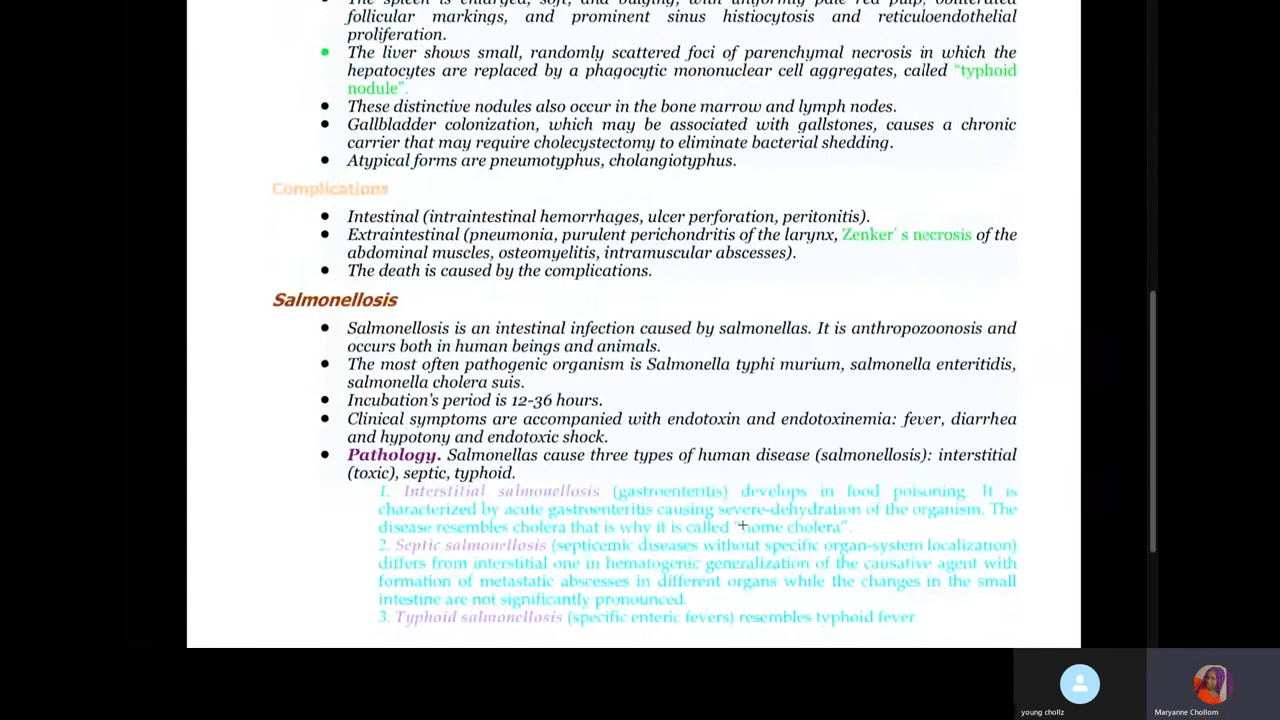 The spleen is enlarged, soft, and bulging, with uniformly pale red pulp, obliterated
follicular markings, and prominent sinus histiocytosis and reticuloendothelial
proliferation.
The liver shows small, randomly scattered foci of parenchymal necrosis in which the
hepatocytes are replaced by a phagocytic mononuclear cell aggregates, called “typhoid
nodule”.
These distinctive nodules also occur in the bone marrow and lymph nodes.
Gallbladder colonization, which may be associated with gallstones, causes a chronic
carrier that may require cholecystectomy to eliminate bacterial shedding.
Atypical forms are pneumotyphus, cholangiotyphus.
Complications
Intestinal (intraintestinal hemorrhages, ulcer perforation, peritonitis).
Extraintestinal (pneumonia, purulent perichondritis of the larynx, Zenker’ s necrosis of the
abdominal muscles, osteomyelitis, intramuscular abscesses).
The death is caused by the complications.
Salmonellosis
Salmonellosis is an intestinal infection caused by salmonellas. It is anthropozoonosis and
occurs both in human beings and animals.
The most often pathogenic organism is Salmonella typhi murium, salmonella enteritidis,
salmonella cholera suis.
Incubation’s period is 12-36 hours.
Clinical symptoms are accompanied with endotoxin and endotoxinemia: fever, diarrhea
and hypotony and endotoxic shock.
Pathology. Salmonellas cause three types of human disease (salmonellosis): interstitial
(toxic), septic, typhoid.
1. Interstitial salmonellosis (gastroenteritis) develops in food poisoning. It is
characterized by acute gastroenteritis causing severe-dehydration of the organism. The
disease resembles cholera that is why it is called “home cholera”.
2. Septic salmonellosis (septicemic diseases without specific organ-system localization)
differs from interstitial one in hematogenic generalization of the causative agent with
formation of metastatic abscesses in different organs while the changes in the small
intestine are not significantly pronounced.
3. Typhoid salmonellosis (specific enteric fevers) resembles typhoid fever
young chollz
Maryanne Chollom